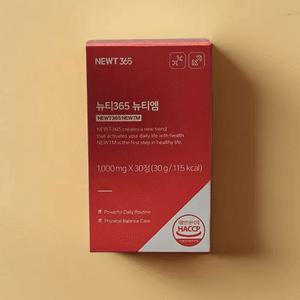 NEWT 365
뉴티365 뉴티엠
NEWT365 NEWTM
NEWT365 creates a new trend
that activates your daily life with health.
NEWTM is the first step in healthy life.
1,000mg X 30정(30g / 115 kcal)
Powerful Daily Routine
Physical Balance Care
HACCP